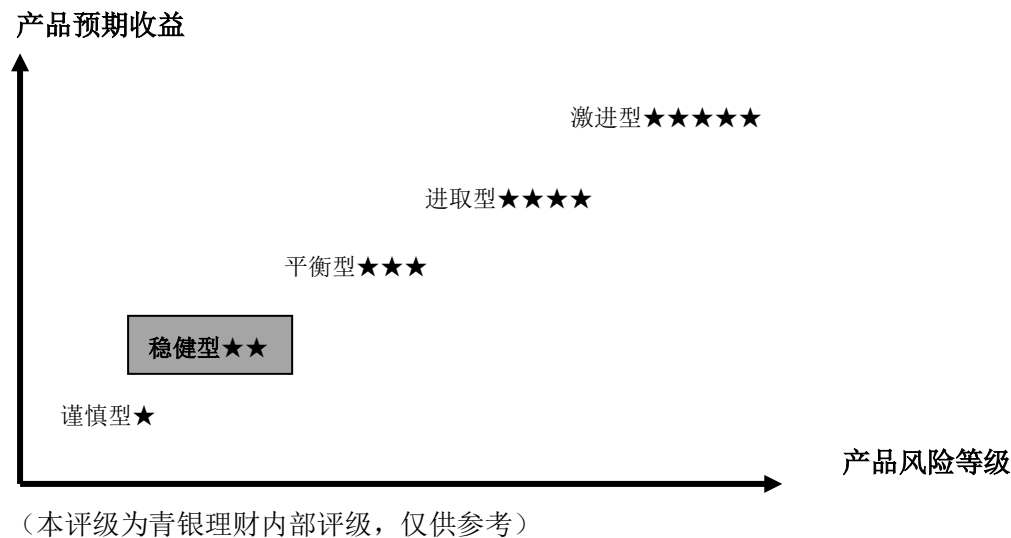 产品预期收益
激进型★★★★★
进取型★★★★
平衡型★★★
稳健型★★
谨慎型★
产品风险等级
（本评级为青银理财内部评级，仅供参考）